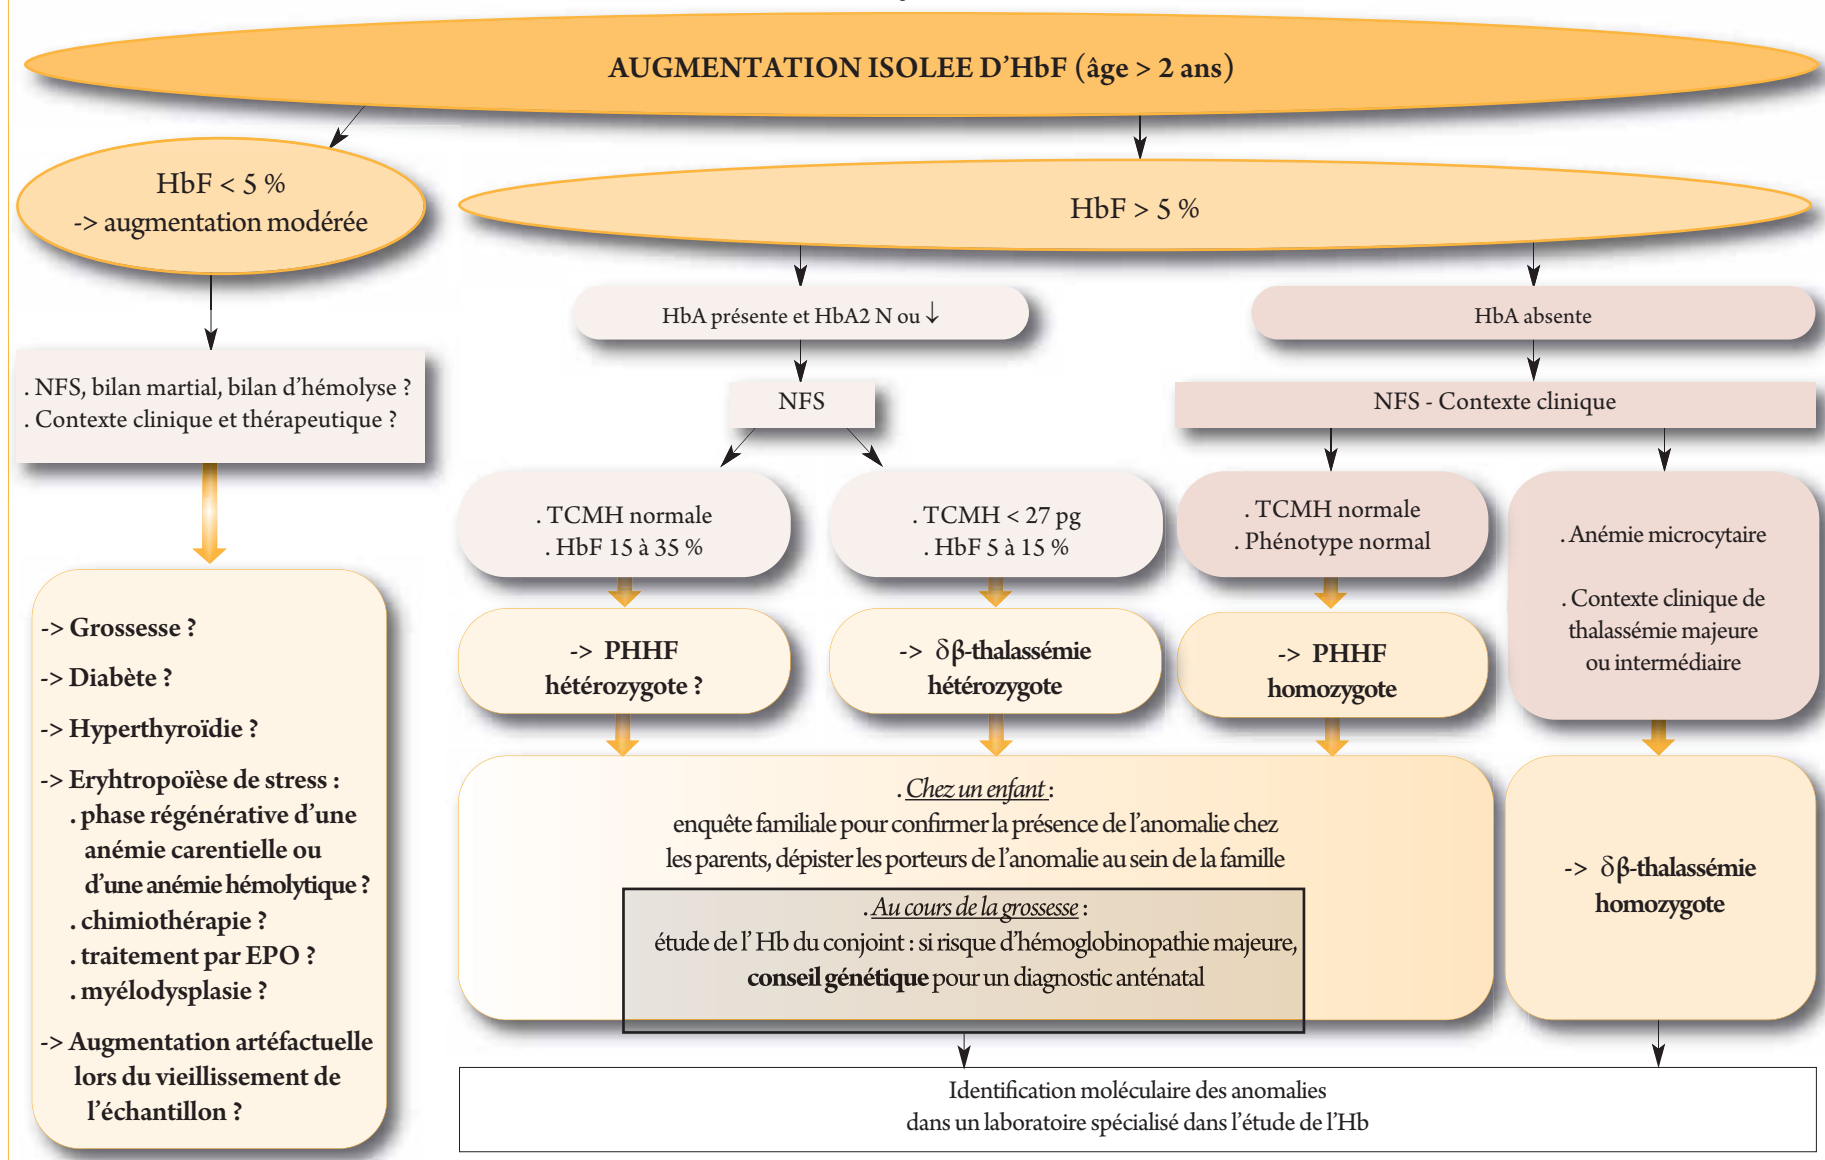 AUGMENTATION ISOLEE D'HbF (âge > 2 ans)
HbF < 5 %
-> augmentation modérée
HbF > 5 %
HbA présente et HbA2 N ou ↓
HbA absente
. NFS, bilan martial, bilan d'hémolyse ?
. Contexte clinique et thérapeutique ?
NFS
NFS - Contexte clinique
. TCMH normale
. HbF 15 à 35 %
. TCMH < 27 pg
. HbF 5 à 15 %
. TCMH normale
. Phénotype normal
. Anémie microcytaire
. Contexte clinique de
thalassémie majeure
ou intermédiaire
-> Grossesse ?
-> Diabète ?
-> Hyperthyroïdie ?
-> Eryhtropoïèse de stress :
. phase régénérative d'une
anémie carentielle ou
d'une anémie hémolytique ?
. chimiothérapie ?
. traitement par EPO ?
. myélodysplasie ?
-> Augmentation artéfactuelle
lors du vieillissement de
l'échantillon ?
-> PHHF
hétérozygote ?
-> δβ-thalassémie
hétérozygote
-> PHHF
homozygote
. Chez un enfant :
enquête familiale pour confirmer la présence de l'anomalie chez
les parents, dépister les porteurs de l'anomalie au sein de la famille
. Au cours de la grossesse :
étude de l' Hb du conjoint : si risque d'hémoglobinopathie majeure,
conseil génétique pour un diagnostic anténatal
-> δβ-thalassémie
homozygote
Identification moléculaire des anomalies
dans un laboratoire spécialisé dans l'étude de l'Hb